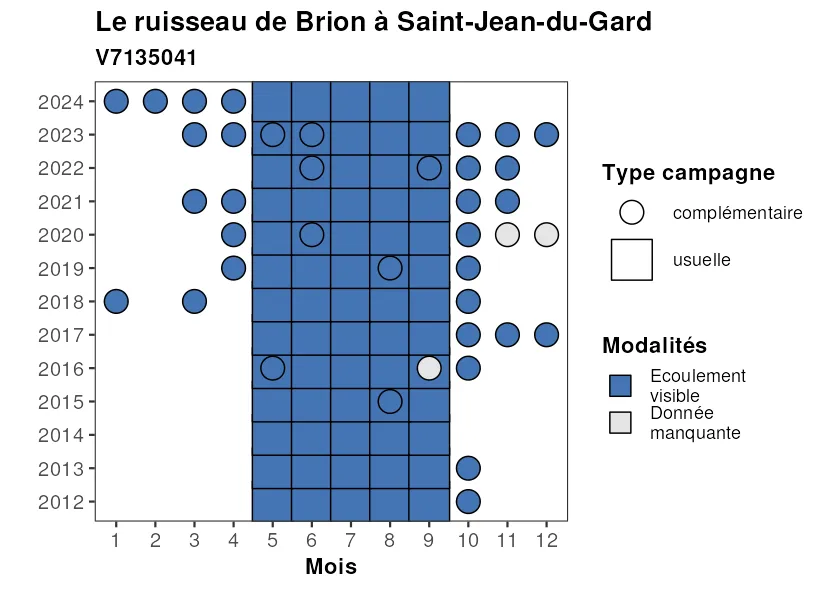 Le ruisseau de Brion à Saint-Jean-du-Gard
V7135041
2024
2023
2022
2021
2020
2019
2018
2017
2016
2015
2014
2013
2012
1 2 3 4 5 6 7 8 9 10 11 12
Mois
Type campagne
complémentaire
usuelle
Modalités
Ecoulement
visible
Donnée
manquante